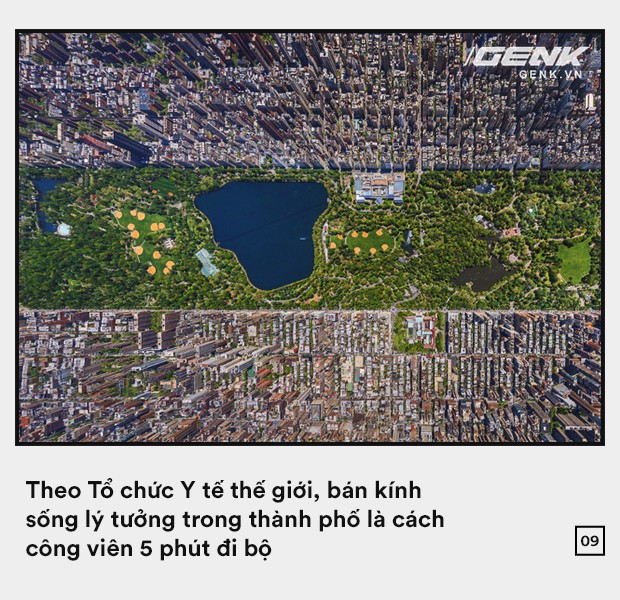 GENK
GENK.VN
Theo Tổ chức Y tế thế giới, bán kính
sống lý tưởng trong thành phố là cách
công viên 5 phút đi bộ
09